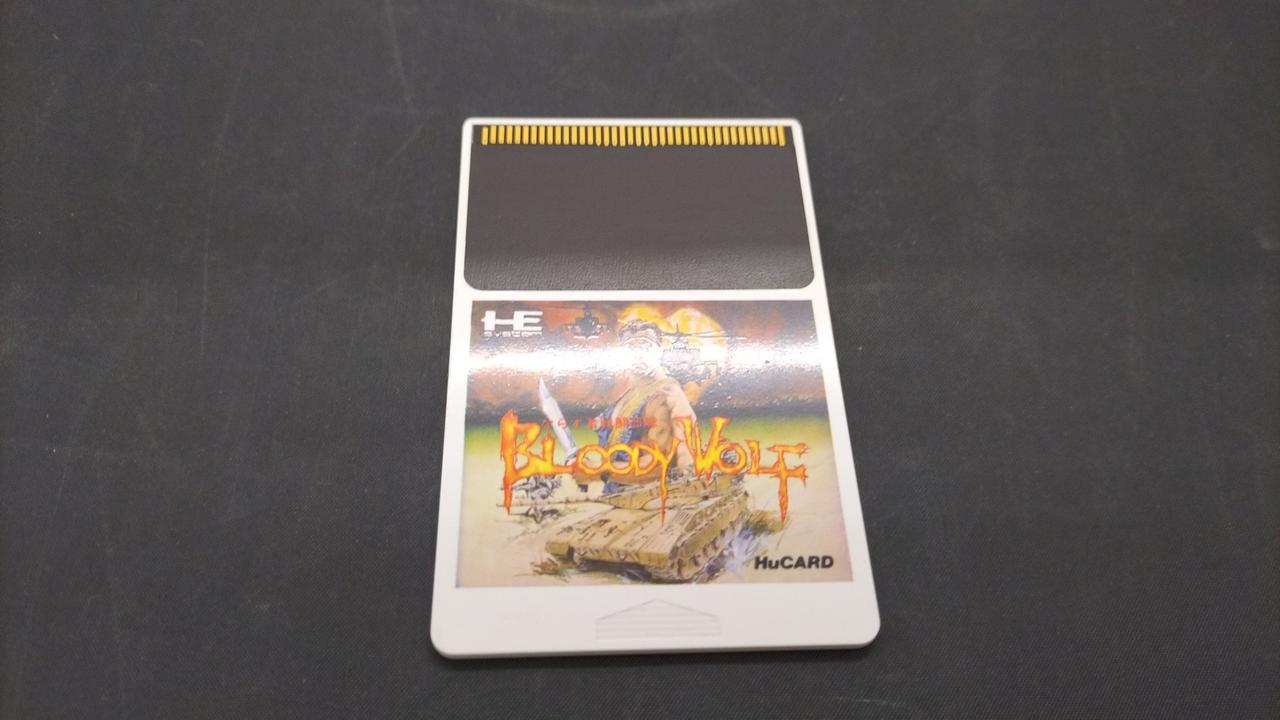 HE
SYSTEM
BLOODY WOLF
HuCARD